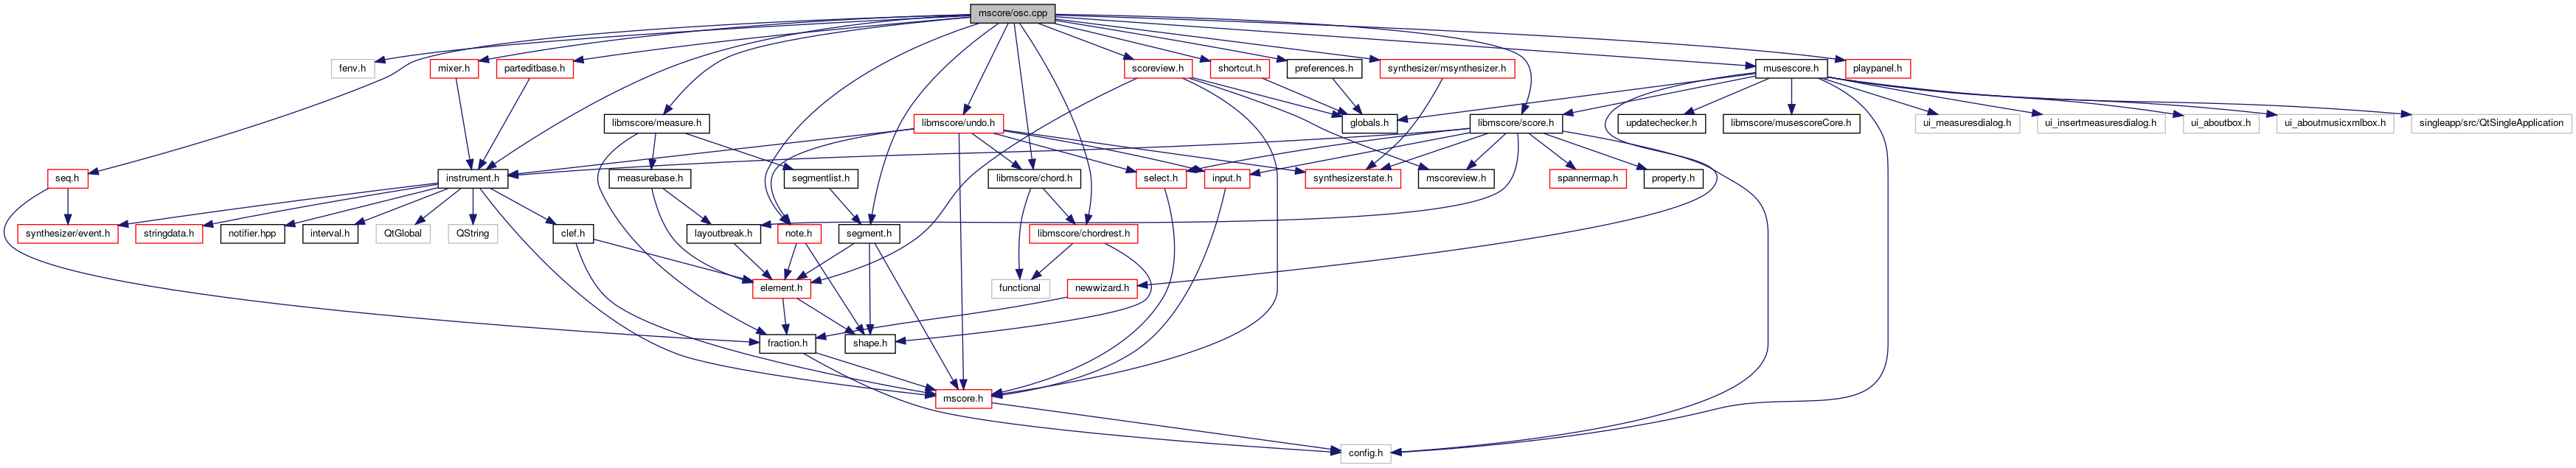 mscore/osc.cpp
fenv.h
mixer.h
parteditbase.h
scoreview.h
shortcut.h
preferences.h
synthesizer/msynthesizer.h
musescore.h
playpanel.h
libmscore/measure.h
libmscore/undo.h
globals.h
libmscore/score.h
updatechecker.h
libmscore/musescoreCore.h
ui_measuresdialog.h
ui_insertmeasuresdialog.h
ui_aboutbox.h
ui_aboutmusicxmlbox.h
singleapp/src/QtSingleApplication
seq.h
instrument.h
measurebase.h
segmentlist.h
libmscore/chord.h
select.h
input.h
synthesizerstate.h
mscoreview.h
spannermap.h
property.h
synthesizer/event.h
stringdata.h
notifier.hpp
interval.h
QtGlobal
QString
clef.h
layoutbreak.h
note.h
segment.h
libmscore/chordrest.h
element.h
functional
newwizard.h
fraction.h
shape.h
mscore.h
config.h